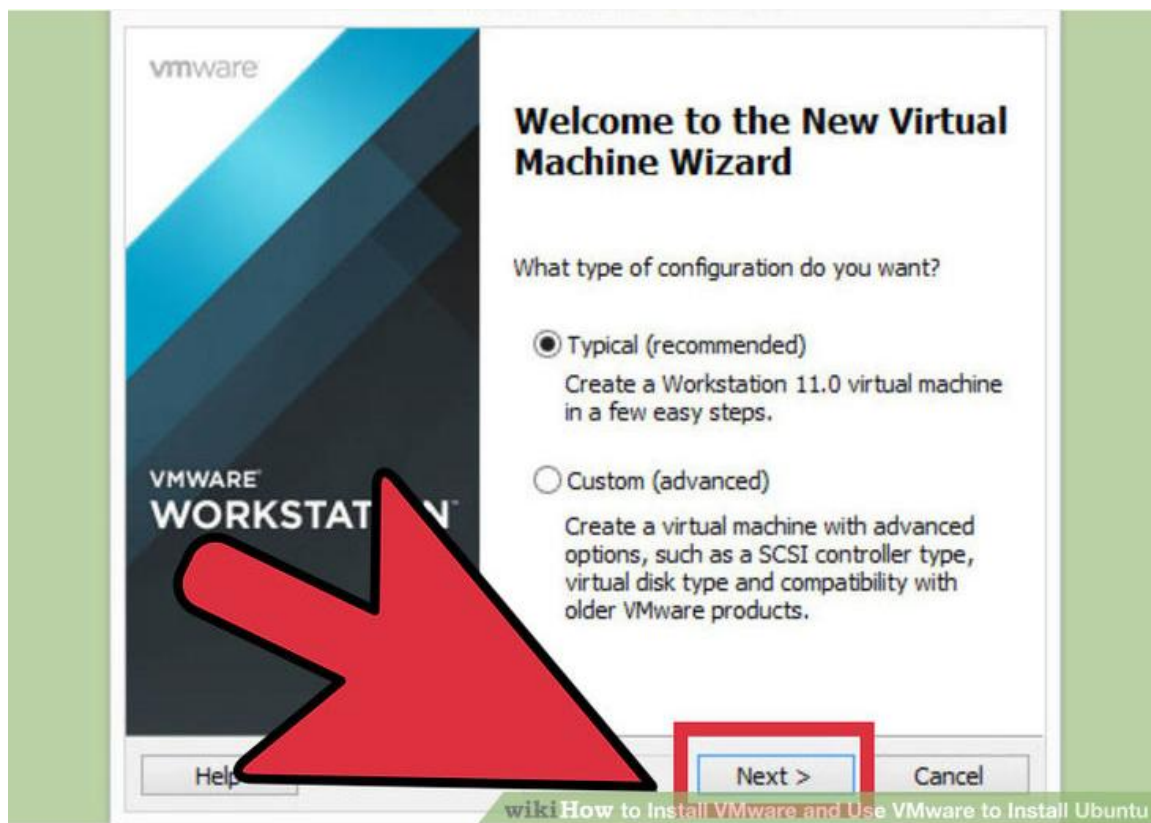 vmware
Welcome to the New Virtual
Machine Wizard
What type of configuration do you want?
Typical (recommended)
Create a Workstation 11.0 virtual machine
in a few easy steps.
Custom (advanced)
Create a virtual machine with advanced
options, such as a SCSI controller type,
virtual disk type and compatibility with
older VMware products.
VMWARE
WORKSTAT N
Help
Next >
Cancel
wikiHow to Install VMware and Use VMware to Install Ubuntu